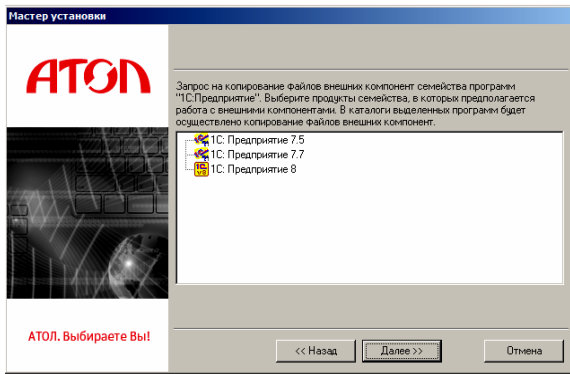 Мастер установки
АТОЛ
Запрос на копирование файлов внешних компонент семейства программ
"1С:Предприятие". Выберите продукты семейства, в которых предполагается
работа с внешними компонентами. В каталоги выделенных программ будет
осуществлено копирование файлов внешних компонент.
1С: Предприятие 7.5
1С: Предприятие 7.7
1С: Предприятие 8
АТОЛ. Выбираете Вы!
<< Назад
Далее >>
Отмена